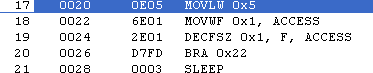 17 0020 0E05 MOVLW 0x5
18 0022 6E01 MOVWF 0x1, ACCESS
19 0024 2E01 DECFSZ 0x1, F, ACCESS
20 0026 D7FD BRA 0x22
21 0028 0003 SLEEP